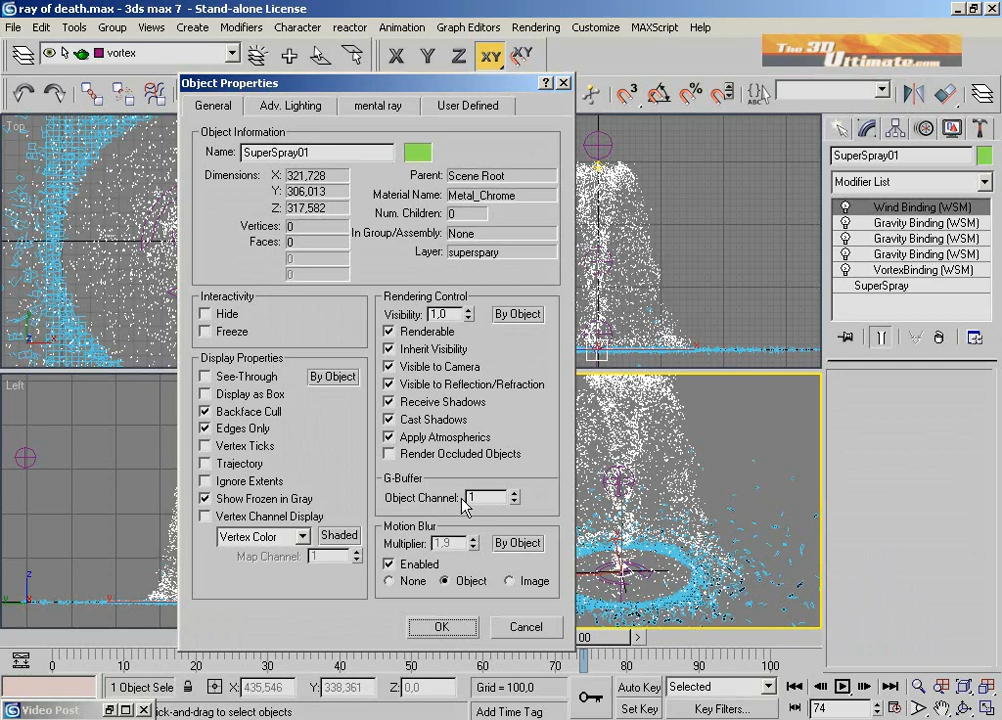 ray of death.max - 3ds max 7 - Stand-alone License
File Edit Tools Group Views Create Modifiers Character reactor Animation Graph Editors Rendering Customize MAXScript Help
vortex
X Y Z XY XY
The 3D
Ultimate.com
Object Properties
General Adv. Lighting mental ray User Defined
Object Information
Name: SuperSpray01
Dimensions: X: 321,728
Y: 306,013
Z: 317,582
Vertices: 0
Faces: 0
0
0
Parent: Scene Root
Material Name: Metal_Chrome
Num. Children: 0
In Group/Assembly: None
Layer: superspary
Interactivity
Hide
Freeze
Display Properties
See-Through By Object
Display as Box
Backface Cull
Edges Only
Vertex Ticks
Trajectory
Ignore Extents
Show Frozen in Gray
Vertex Channel Display
Vertex Color Shaded
Map Channel: 1
Rendering Control
Visibility: 1,0 By Object
Renderable
Inherit Visibility
Visible to Camera
Visible to Reflection/Refraction
Receive Shadows
Cast Shadows
Apply Atmospherics
Render Occluded Objects
G-Buffer
Object Channel: 1
Motion Blur
Multiplier: 1,9 By Object
Enabled
None Object Image
OK Cancel
Top
Left
SuperSpray01
Modifier List
Wind Binding (WSM)
Gravity Binding (WSM)
Gravity Binding (WSM)
Gravity Binding (WSM)
VortexBinding (WSM)
SuperSpray
00 >
0 10 20 30 40 50 60 70 80 90 100
1 Object Sele X: 435,546 Y: 338,361 Z: 0,0 Grid = 100,0 Auto Key Selected
Video Post ick-and-drag to select objects Add Time Tag Set Key Key Filters... 74